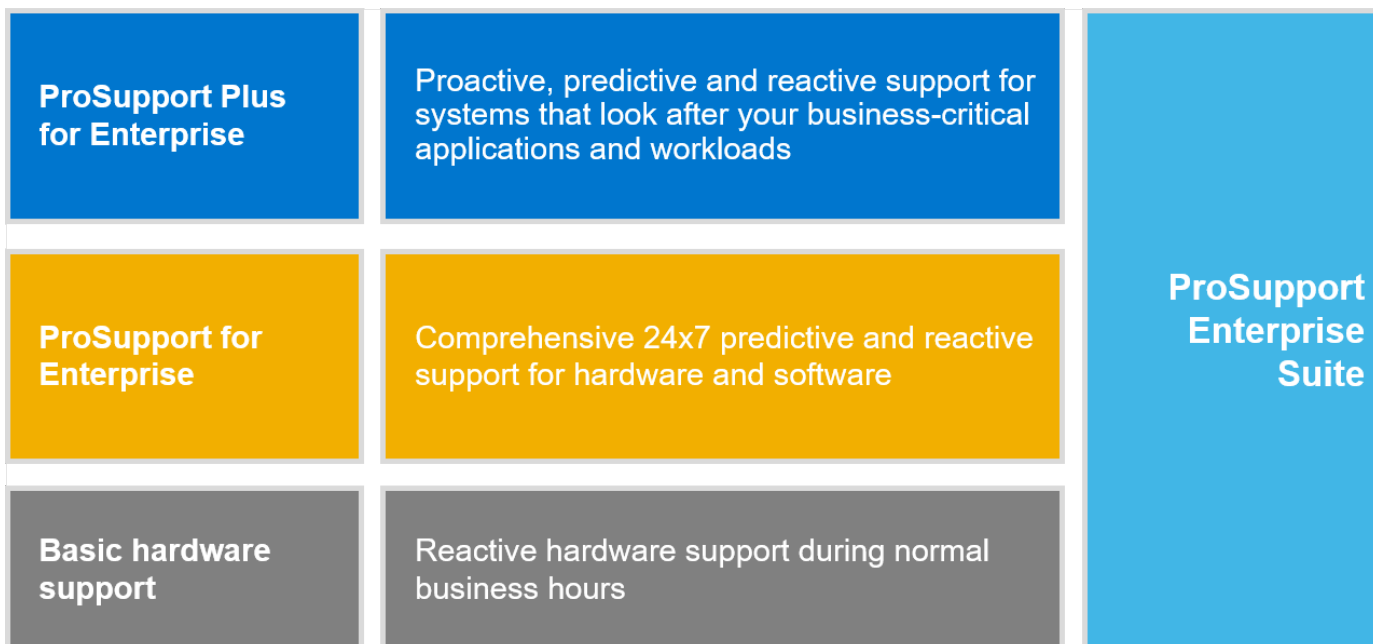 ProSupport Plus
for Enterprise
Proactive, predictive and reactive support for
systems that look after your business-critical
applications and workloads
ProSupport for
Enterprise
Comprehensive 24x7 predictive and reactive
support for hardware and software
Basic hardware
support
Reactive hardware support during normal
business hours
ProSupport
Enterprise
Suite